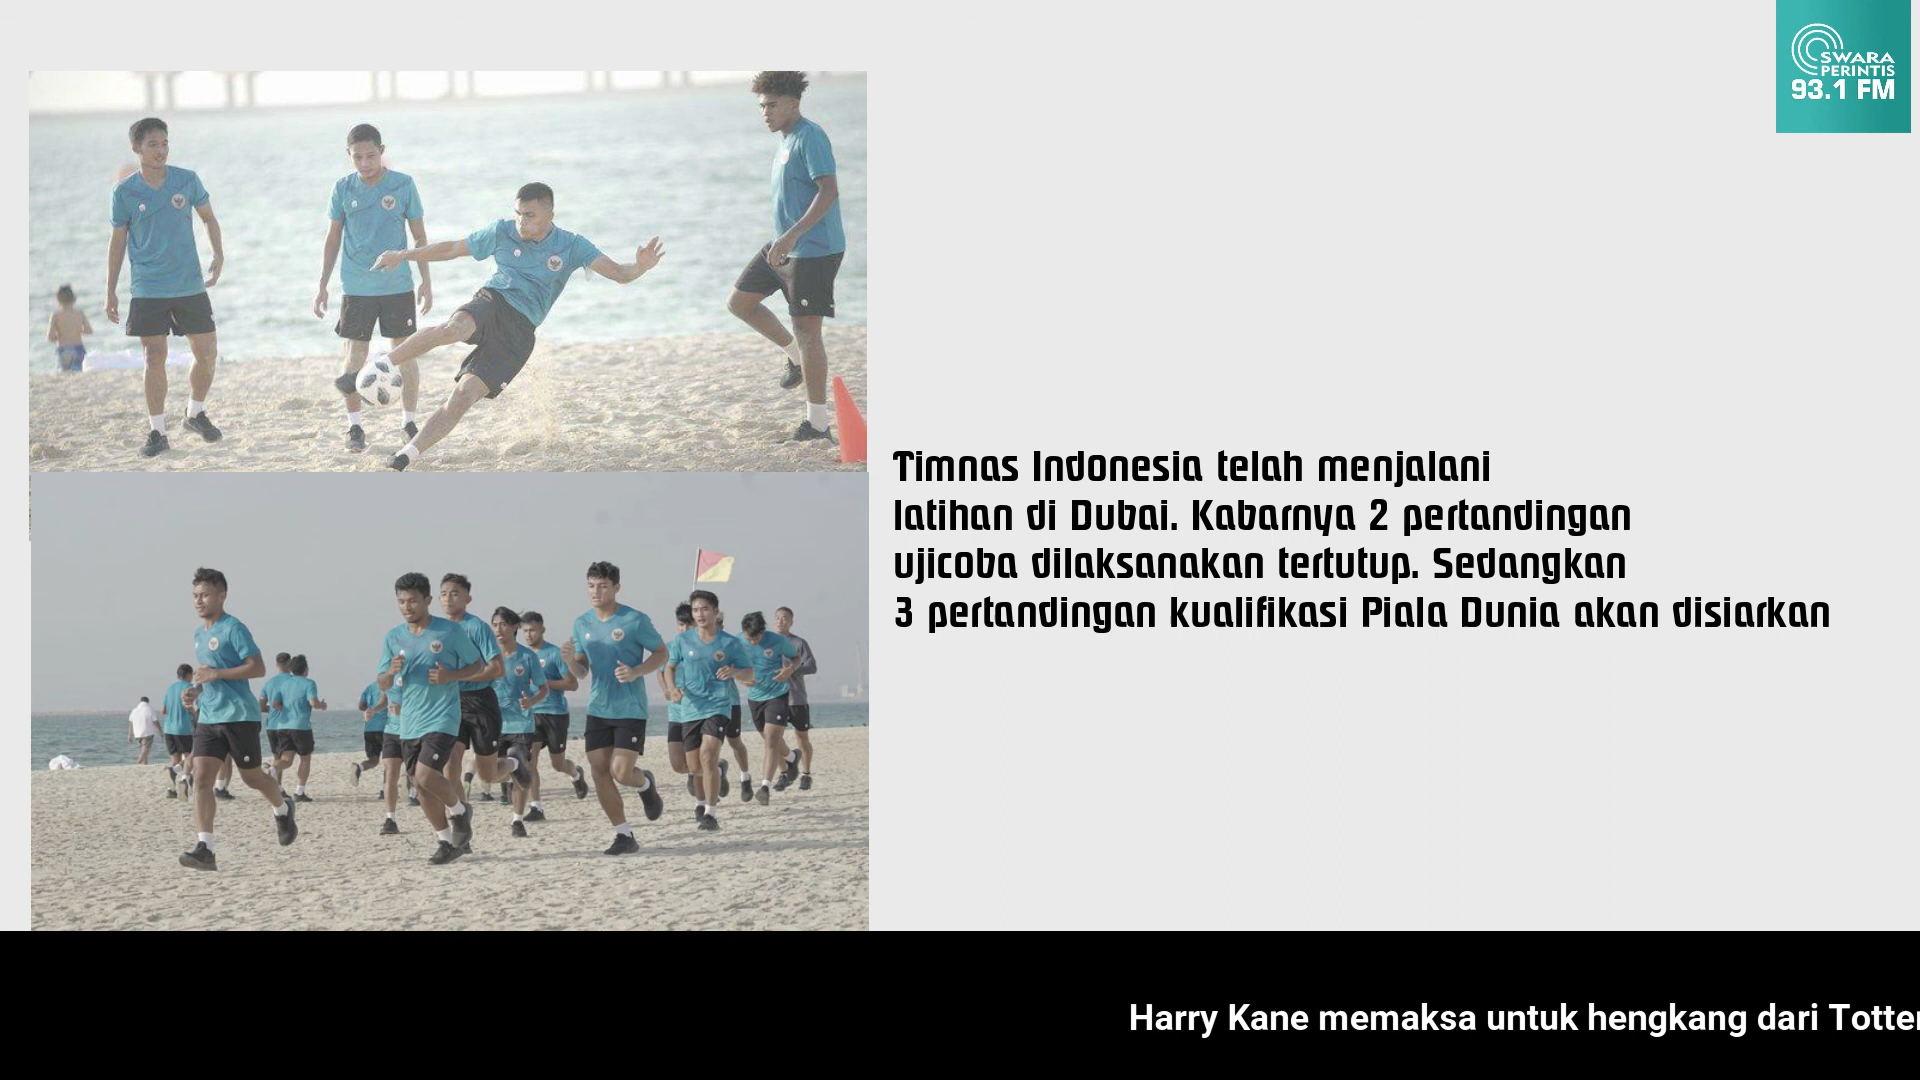 SWARA
PERINTIS
93.1 FM
Timnas Indonesia telah menjalani
latihan di Dubai. Kabarnya 2 pertandingan
ujicoba dilaksanakan tertutup. Sedangkan
3 pertandingan kualifikasi Piala Dunia akan disiarkan
Harry Kane memaksa untuk hengkang dari Totter